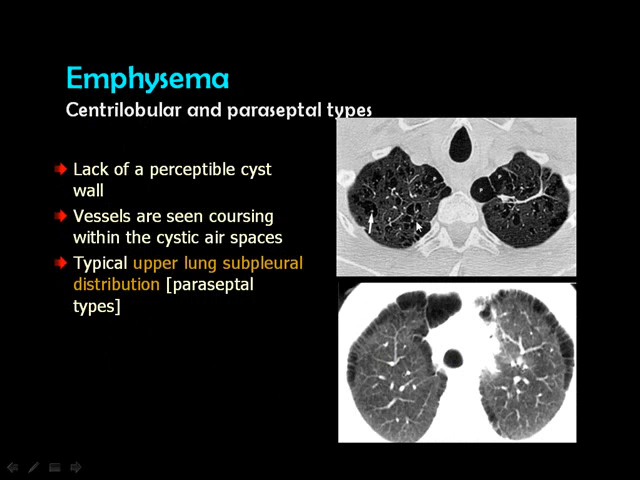 Emphysema
Centrilobular and paraseptal types
Lack of a perceptible cyst
wall
Vessels are seen coursing
within the cystic air spaces
Typical upper lung subpleural
distribution [paraseptal
types]